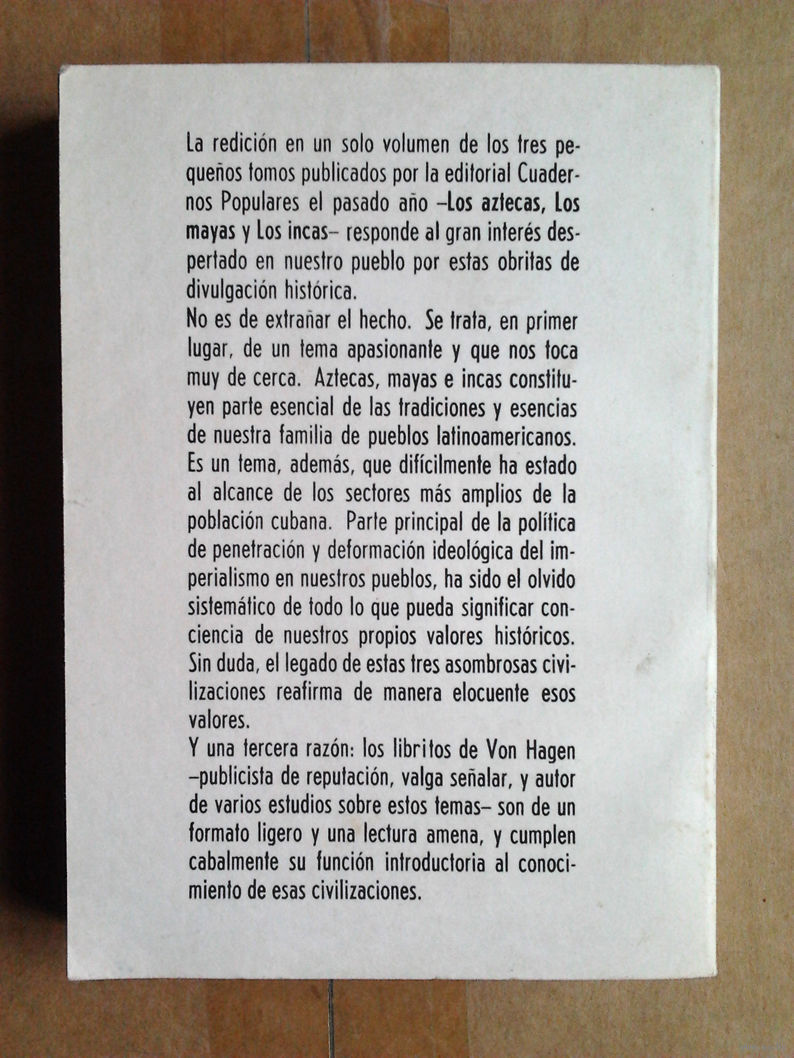 La redición en un solo volumen de los tres pe-
queños tomos publicados por la editorial Cuader-
nos Populares el pasado año –Los aztecas, Los
mayas y Los incas– responde al gran interés des-
pertado en nuestro pueblo por estas obritas de
divulgación histórica.
No es de extrañar el hecho. Se trata, en primer
lugar, de un tema apasionante y que nos toca
muy de cerca. Aztecas, mayas e incas constitu-
yen parte esencial de las tradiciones y esencias
de nuestra familia de pueblos latinoamericanos.
Es un tema, además, que difícilmente ha estado
al alcance de los sectores más amplios de la
población cubana. Parte principal de la política
de penetración y deformación ideológica del im-
perialismo en nuestros pueblos, ha sido el olvido
sistemático de todo lo que pueda significar con-
ciencia de nuestros propios valores históricos.
Sin duda, el legado de estas tres asombrosas civi-
lizaciones reafirma de manera elocuente esos
valores.
Y una tercera razón: los libritos de Von Hagen
–publicista de reputación, valga señalar, y autor
de varios estudios sobre estos temas– son de un
formato ligero y una lectura amena, y cumplen
cabalmente su función introductoria al conoci-
miento de esas civilizaciones.